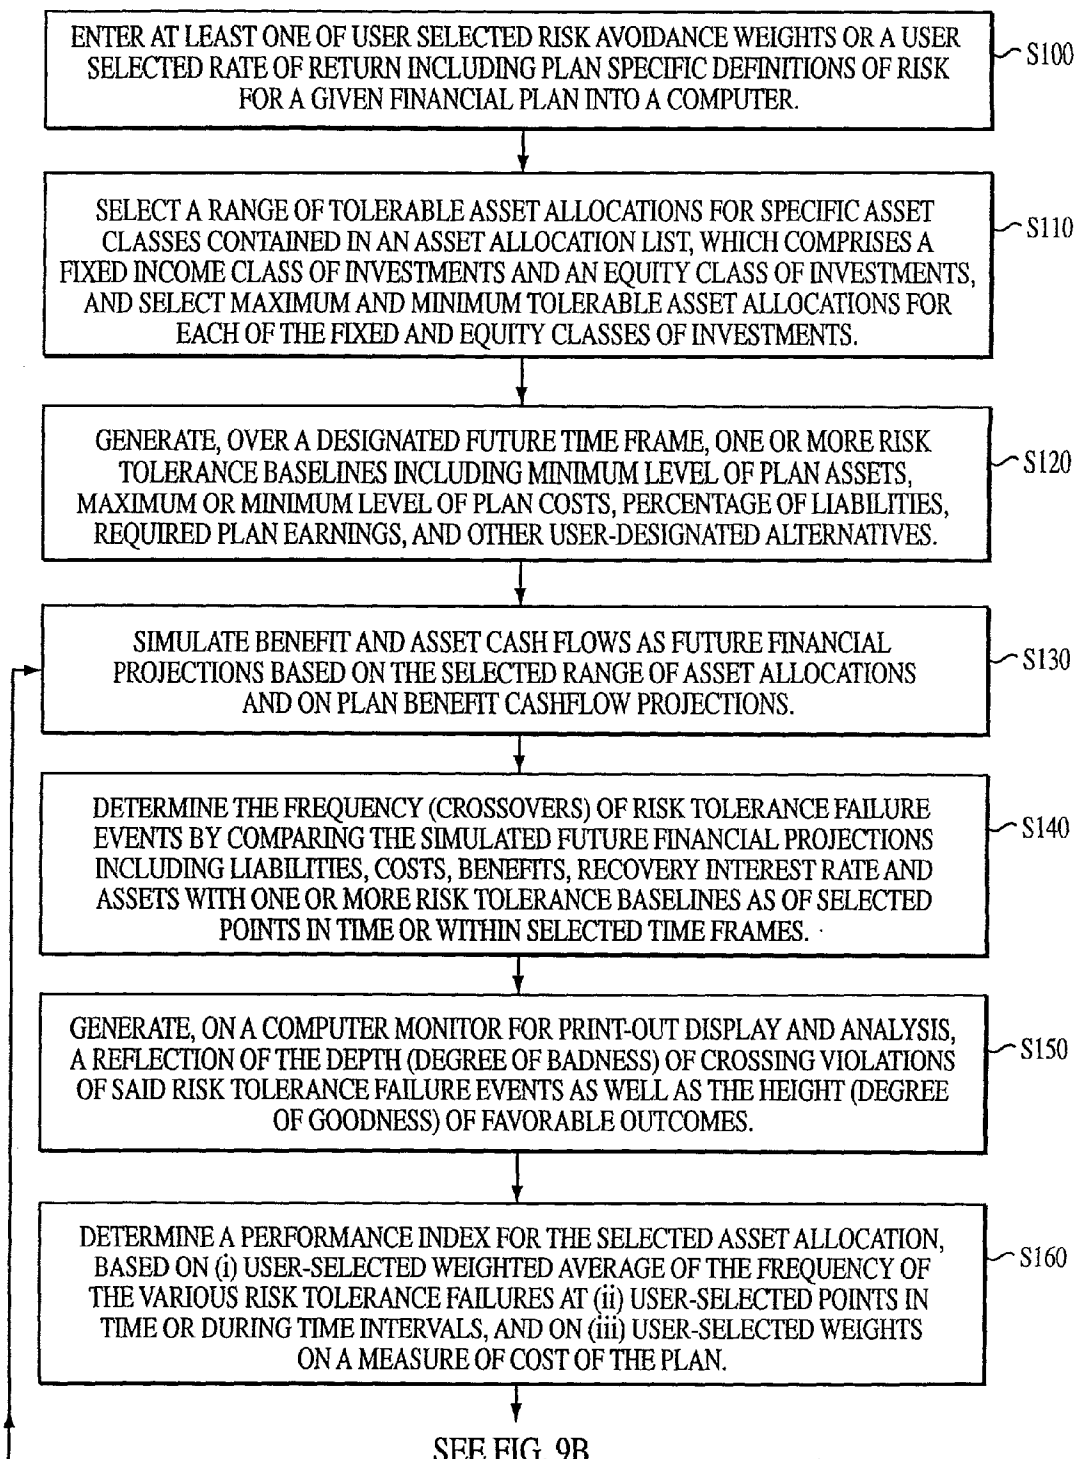 ENTER AT LEAST ONE OF USER SELECTED RISK AVOIDANCE WEIGHTS OR A USER
SELECTED RATE OF RETURN INCLUDING PLAN SPECIFIC DEFINITIONS OF RISK
FOR A GIVEN FINANCIAL PLAN INTO A COMPUTER.
S100
SELECT A RANGE OF TOLERABLE ASSET ALLOCATIONS FOR SPECIFIC ASSET
CLASSES CONTAINED IN AN ASSET ALLOCATION LIST, WHICH COMPRISES A
FIXED INCOME CLASS OF INVESTMENTS AND AN EQUITY CLASS OF INVESTMENTS,
AND SELECT MAXIMUM AND MINIMUM TOLERABLE ASSET ALLOCATIONS FOR
EACH OF THE FIXED AND EQUITY CLASSES OF INVESTMENTS.
S110
GENERATE, OVER A DESIGNATED FUTURE TIME FRAME, ONE OR MORE RISK
TOLERANCE BASELINES INCLUDING MINIMUM LEVEL OF PLAN ASSETS,
MAXIMUM OR MINIMUM LEVEL OF PLAN COSTS, PERCENTAGE OF LIABILITIES,
REQUIRED PLAN EARNINGS, AND OTHER USER-DESIGNATED ALTERNATIVES.
S120
SIMULATE BENEFIT AND ASSET CASH FLOWS AS FUTURE FINANCIAL
PROJECTIONS BASED ON THE SELECTED RANGE OF ASSET ALLOCATIONS
AND ON PLAN BENEFIT CASHFLOW PROJECTIONS.
S130
DETERMINE THE FREQUENCY (CROSSOVERS) OF RISK TOLERANCE FAILURE
EVENTS BY COMPARING THE SIMULATED FUTURE FINANCIAL PROJECTIONS
INCLUDING LIABILITIES, COSTS, BENEFITS, RECOVERY INTEREST RATE AND
ASSETS WITH ONE OR MORE RISK TOLERANCE BASELINES AS OF SELECTED
POINTS IN TIME OR WITHIN SELECTED TIME FRAMES.
S140
GENERATE, ON A COMPUTER MONITOR FOR PRINT-OUT DISPLAY AND ANALYSIS,
A REFLECTION OF THE DEPTH (DEGREE OF BADNESS) OF CROSSING VIOLATIONS
OF SAID RISK TOLERANCE FAILURE EVENTS AS WELL AS THE HEIGHT (DEGREE
OF GOODNESS) OF FAVORABLE OUTCOMES.
S150
DETERMINE A PERFORMANCE INDEX FOR THE SELECTED ASSET ALLOCATION,
BASED ON (i) USER-SELECTED WEIGHTED AVERAGE OF THE FREQUENCY OF
THE VARIOUS RISK TOLERANCE FAILURES AT (ii) USER-SELECTED POINTS IN
TIME OR DURING TIME INTERVALS, AND ON (iii) USER-SELECTED WEIGHTS
ON A MEASURE OF COST OF THE PLAN.
S160
SEE FIG. 9B